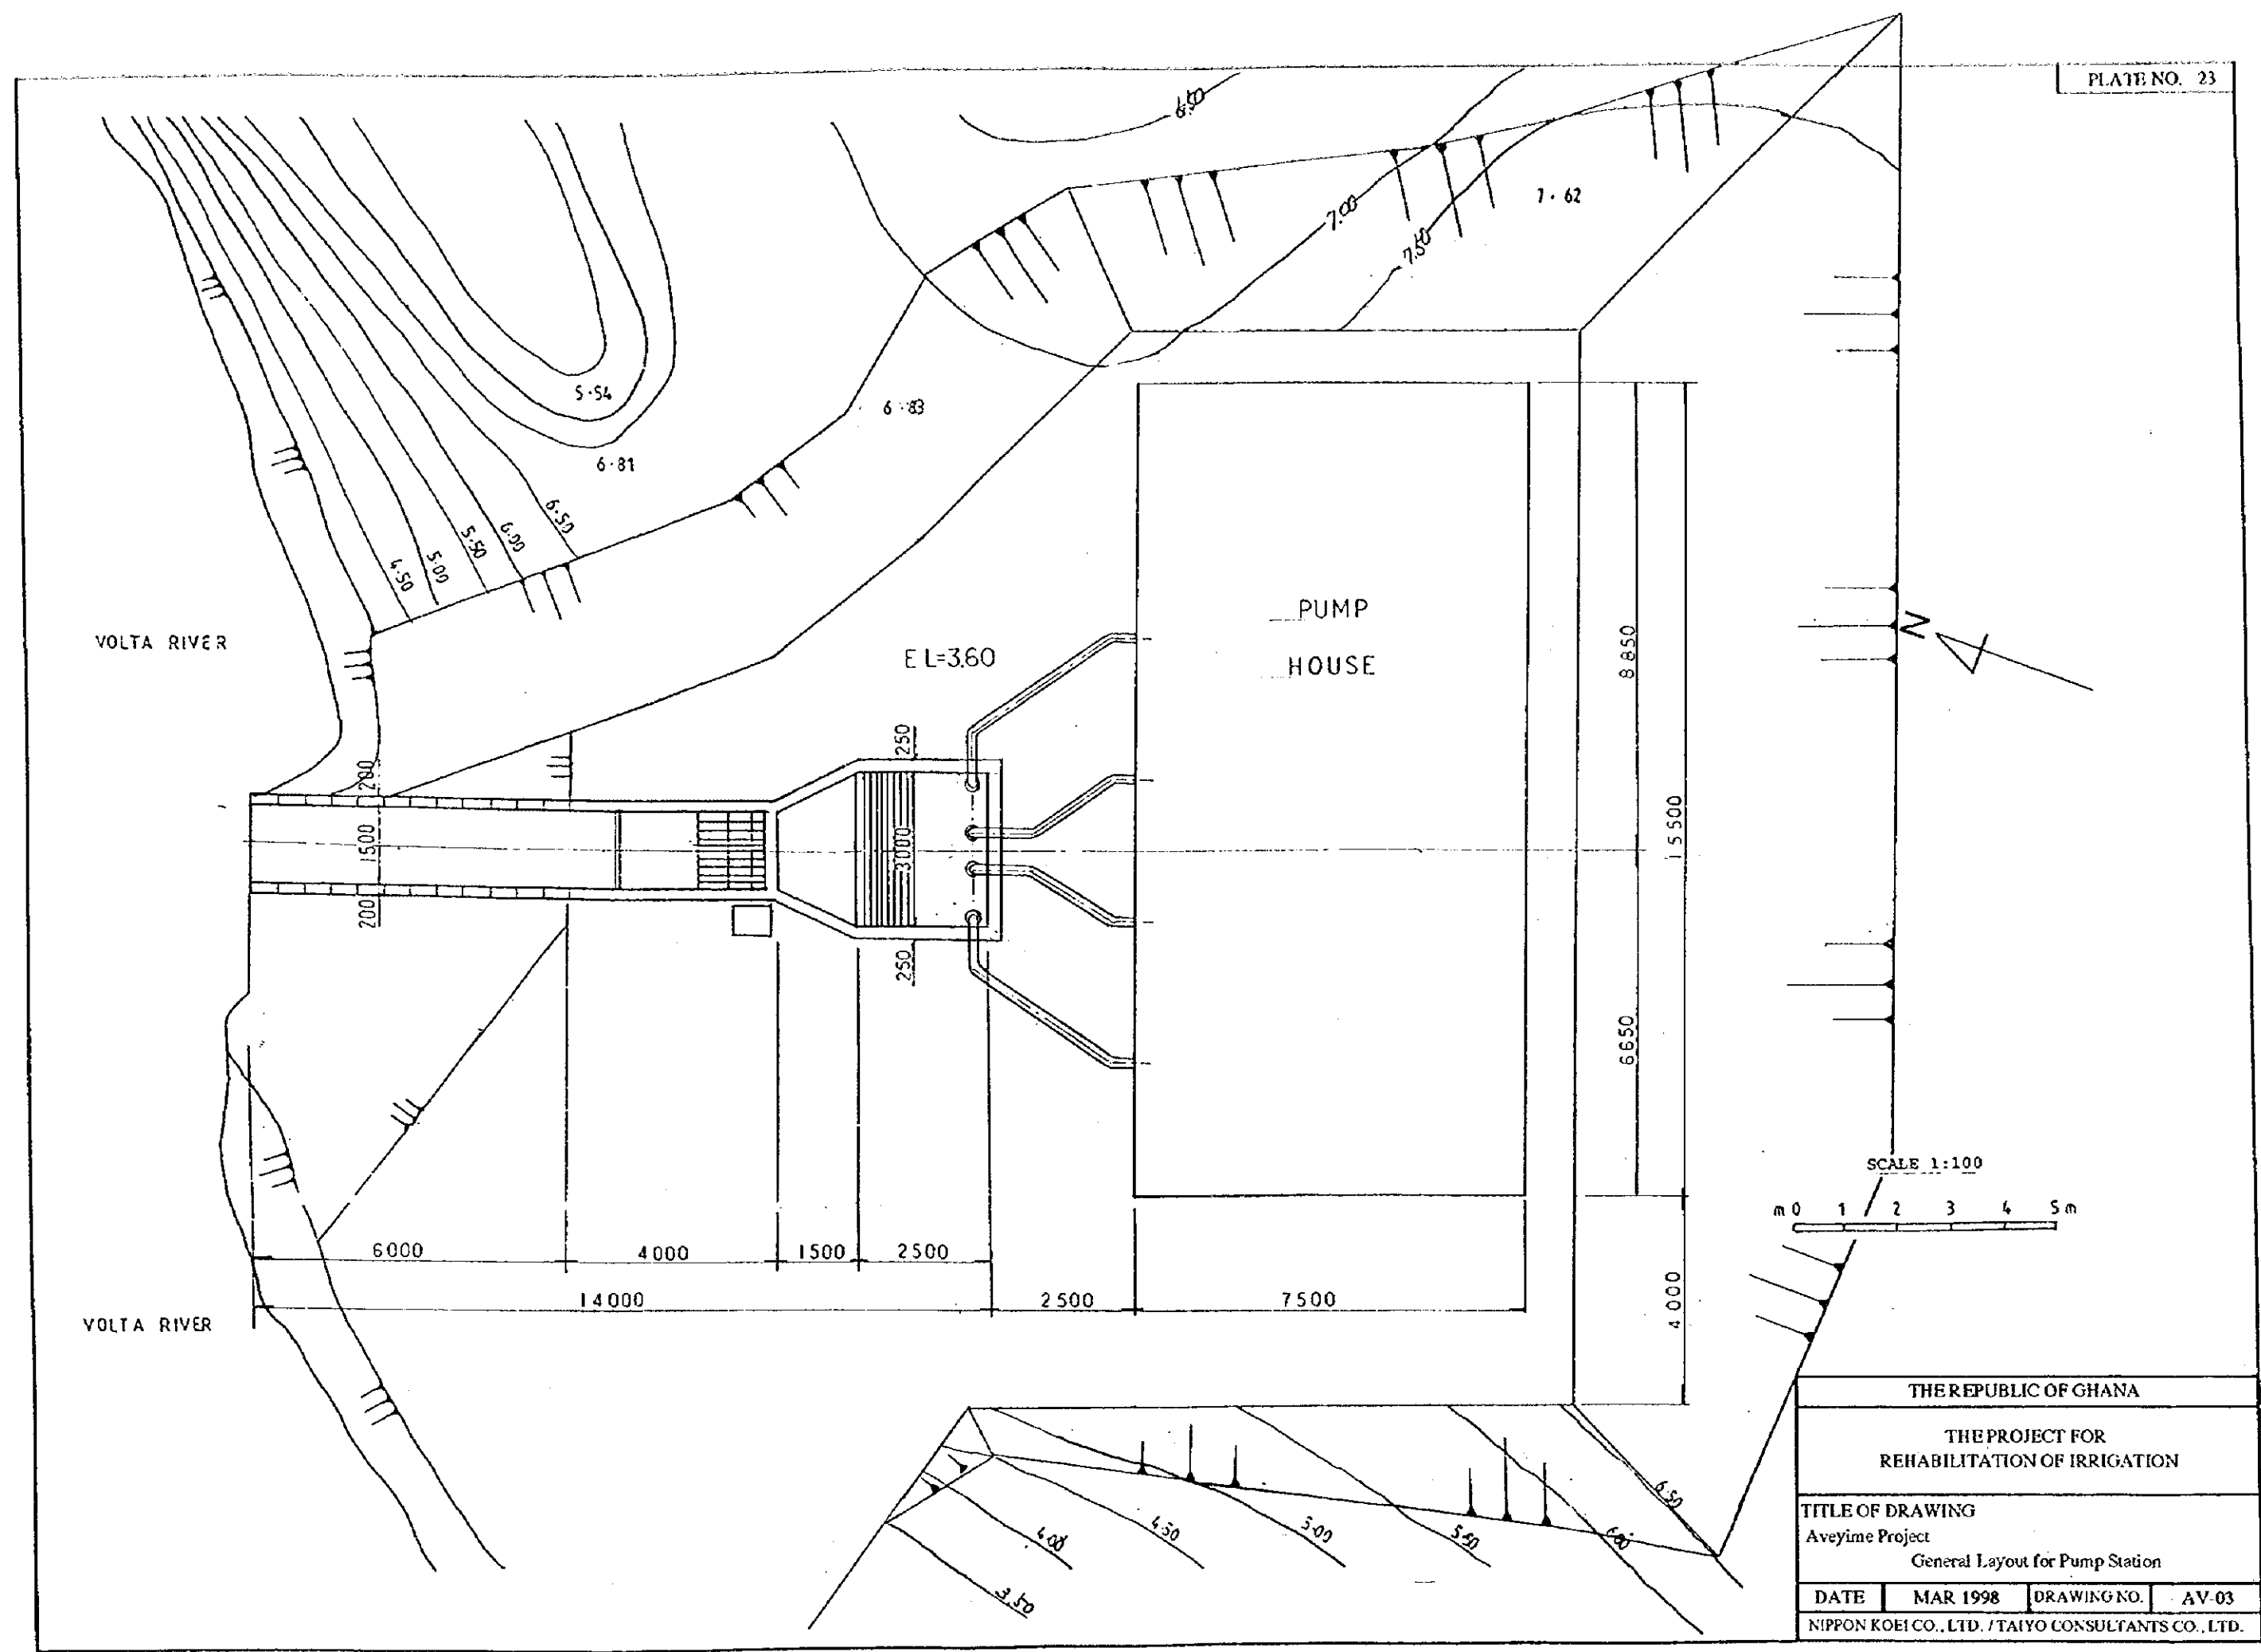 PLATE NO. 23
6.50
7.00
7.50
7.62
5.54
6.83
6.81
6.50
6.00
5.50
5.00
4.50
VOLTA RIVER
EL=3.60
PUMP
HOUSE
N
8850
15500
6650
4000
250
3000
250
200
1500
200
SCALE 1:100
m 0 1 2 3 4 5 m
6000
4000
1500
2500
14000
2500
7500
VOLTA RIVER
6.50
6.00
5.50
5.00
4.50
4.00
3.50
THE REPUBLIC OF GHANA
THE PROJECT FOR
REHABILITATION OF IRRIGATION
TITLE OF DRAWING
Aveyime Project
General Layout for Pump Station
DATE MAR 1998 DRAWING NO. AV-03
NIPPON KOEI CO., LTD. / TAIYO CONSULTANTS CO., LTD.